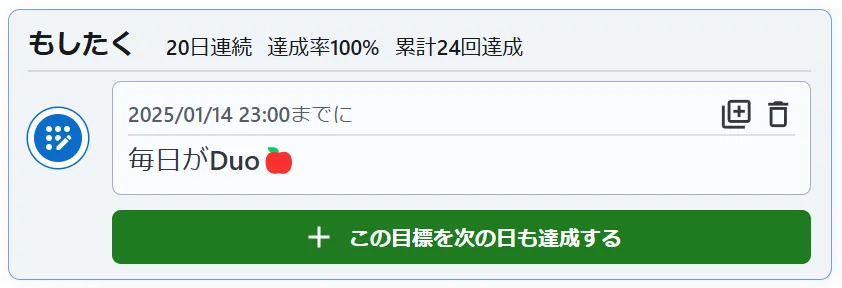 もしたく 20日連続 達成率100% 累計24回達成
2025/01/14 23:00までに
毎日がDuo🍎
この目標を次の日も達成する